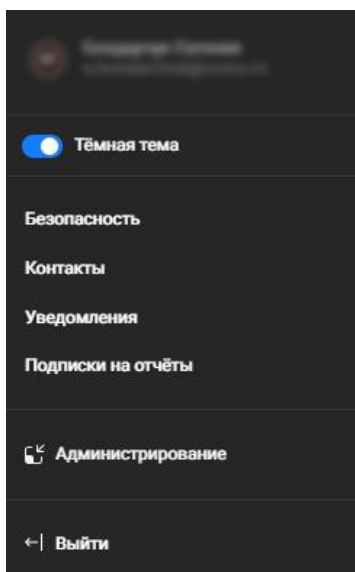 Тёмная тема
Безопасность
Контакты
Уведомления
Подписки на отчёты
Администрирование
Выйти